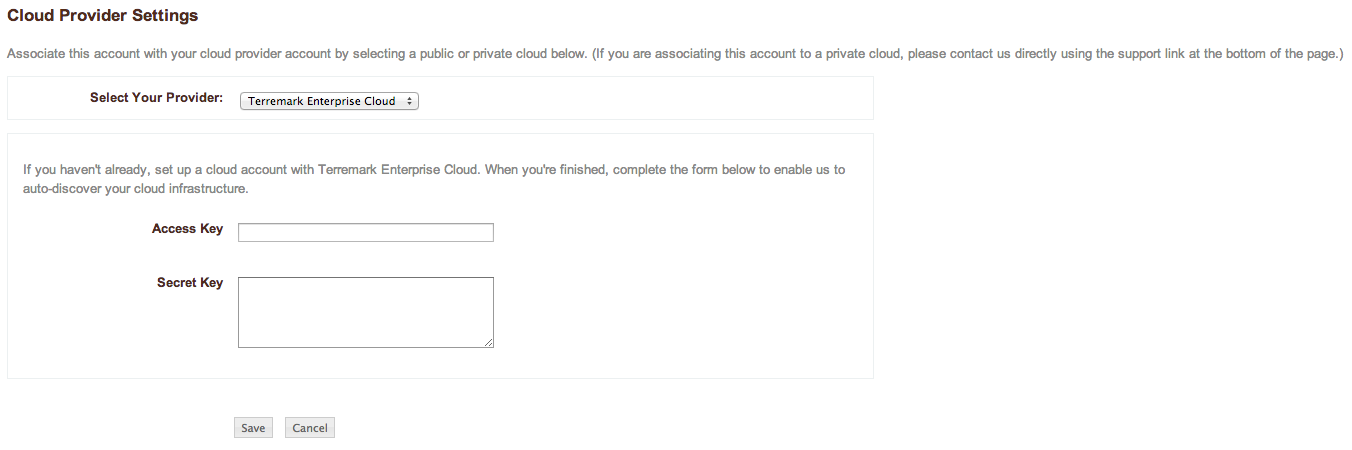 Cloud Provider Settings
Associate this account with your cloud provider account by selecting a public or private cloud below. (If you are associating this account to a private cloud, please contact us directly using the support link at the bottom of the page.)
Select Your Provider: Terremark Enterprise Cloud
If you haven't already, set up a cloud account with Terremark Enterprise Cloud. When you're finished, complete the form below to enable us to
auto-discover your cloud infrastructure.
Access Key
Secret Key
Save Cancel